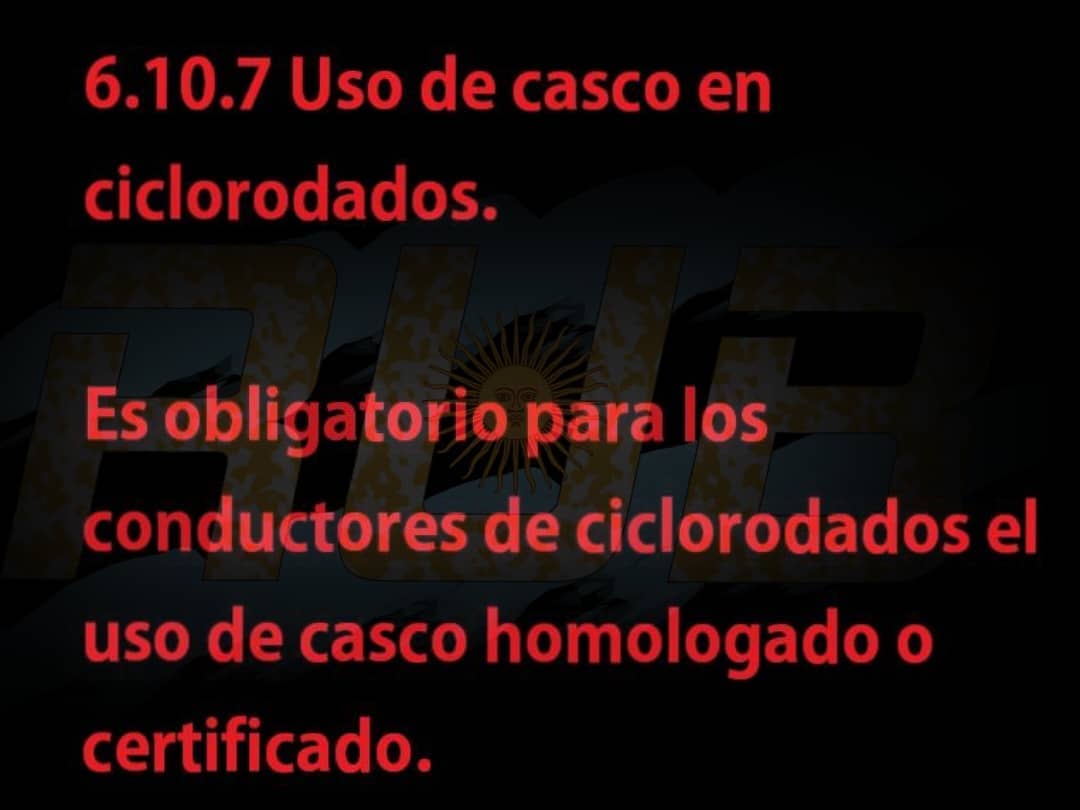 6.10.7 Uso de casco en
ciclorodados.
Es obligatorio para los
conductores de ciclorodados el
uso de casco homologado o
certificado.
RUB